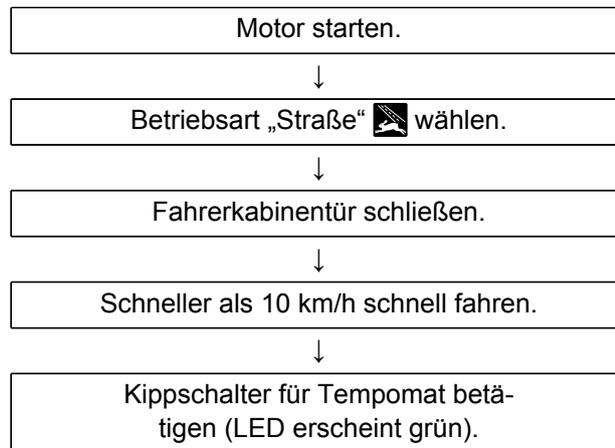 Motor starten.
↓
Betriebsart „Straße“ wählen.
↓
Fahrerkabinentür schließen.
↓
Schneller als 10 km/h schnell fahren.
↓
Kippschalter für Tempomat betä-
tigen (LED erscheint grün).